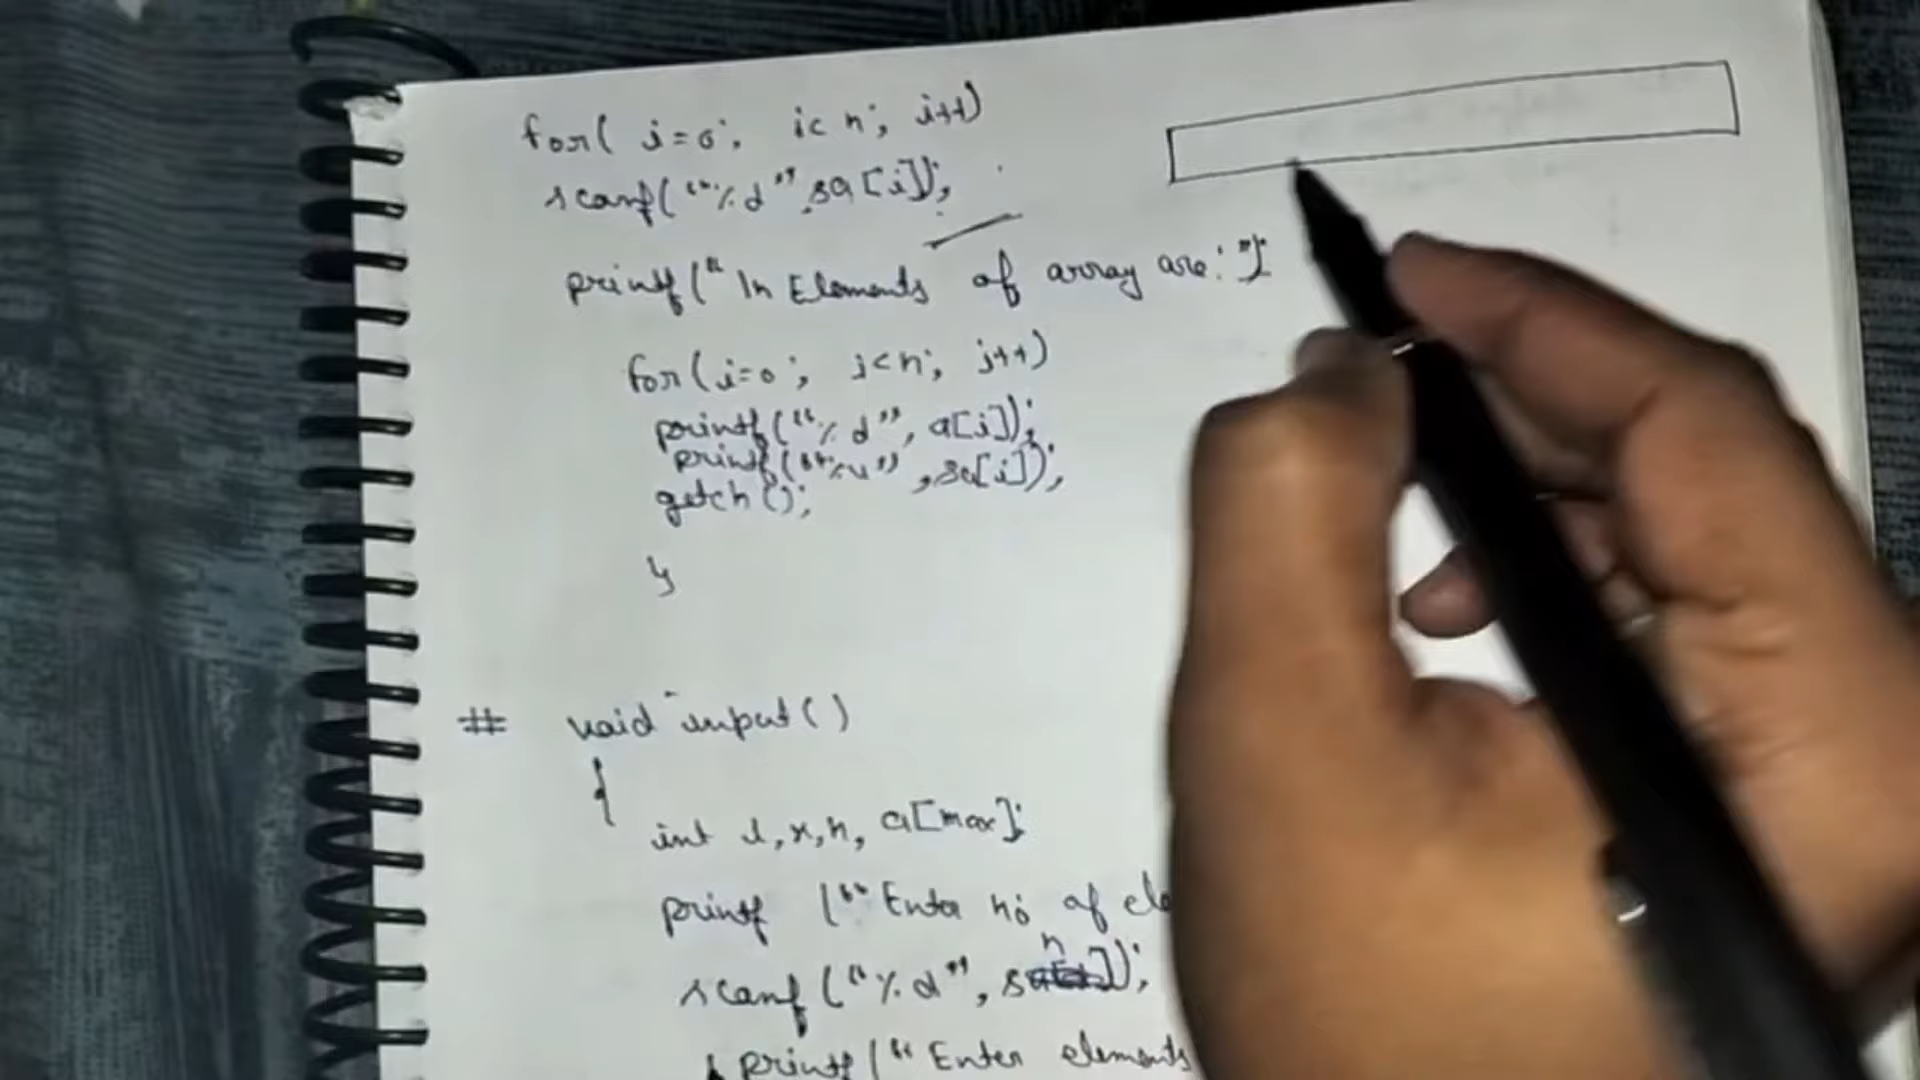 for( i=0; i<n; i++)
scanf("%d",&a[i]);
printf("\n Elements of array are:");
for(i=0; i<n; i++)
printf("%d", a[i]);
printf("%u",&a[i]);
getch();
}
# void input()
{
int i,x,n, a[max];
printf ("Enter no of ele
scanf ("%d", &n);
printf("Enter elements